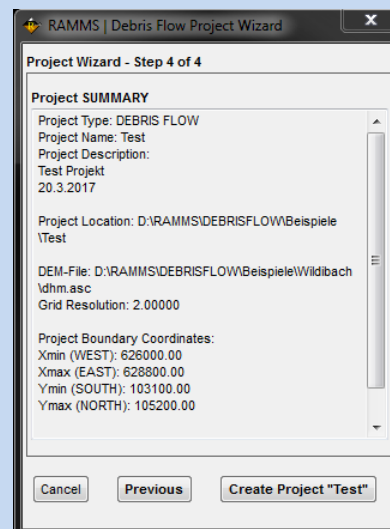 RAMMS | Debris Flow Project Wizard
Project Wizard - Step 4 of 4
Project SUMMARY
Project Type: DEBRIS FLOW
Project Name: Test
Project Description:
Test Projekt
20.3.2017
Project Location: D:\RAMMS\DEBRISFLOW\Beispiele
\Test
DEM-File: D:\RAMMS\DEBRISFLOW\Beispiele\Wildibach
\dhm.asc
Grid Resolution: 2.00000
Project Boundary Coordinates:
Xmin (WEST): 626000.00
Xmax (EAST): 628800.00
Ymin (SOUTH): 103100.00
Ymax (NORTH): 105200.00
Cancel Previous Create Project "Test"